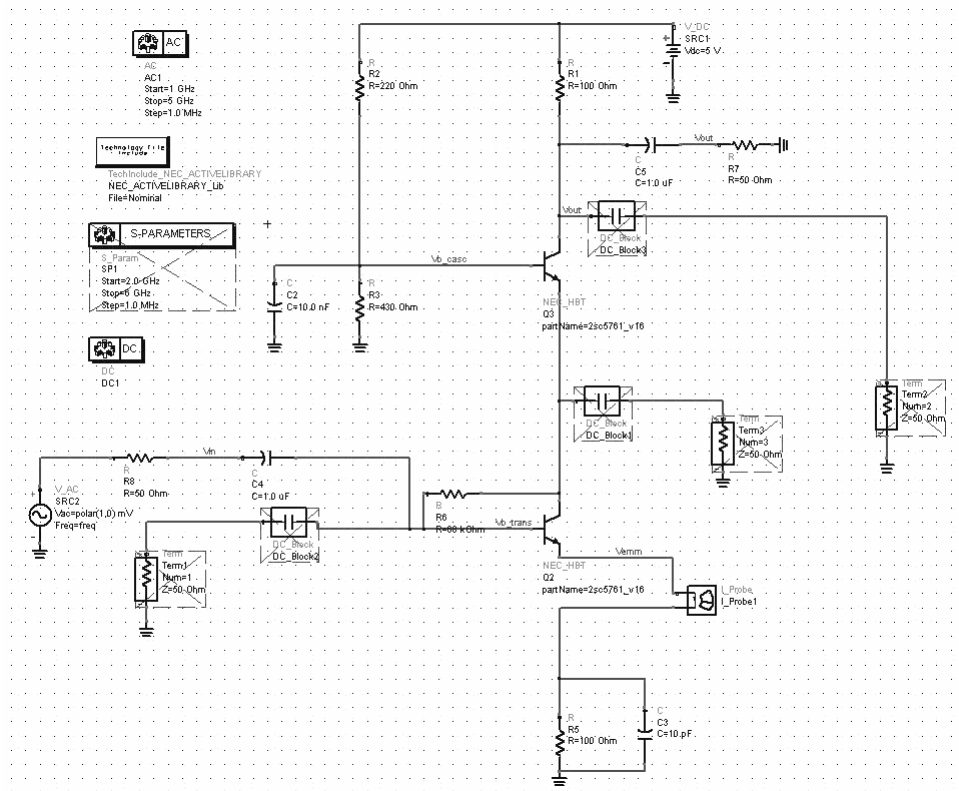 AC
AC
AC1
Start=1 GHz
Stop=5 GHz
Step=1.0 MHz
Technology File
Include
TechInclude_NEC_ACTIVELIBRARY
NEC_ACTIVELIBRARY_Lib
File=Nominal
S-PARAMETERS
S_Param
SP1
Start=2.0 GHz
Stop=6 GHz
Step=1.0 MHz
DC
DC
DC1
R
R2
R=220 Ohm
R
R1
R=100 Ohm
V_DC
SRC1
Vdc=5 V
C
C5
C=1.0 uF
Vout
R
R7
R=50 Ohm
Vout
DC_Block
DC_Block3
Vb_casc
C
C2
C=10.0 nF
R
R3
R=430 Ohm
NEC_HBT
Q3
partName=2sc5761_v16
DC_Block
DC_Block1
Term
Term2
Num=2
Z=50 Ohm
Term
Term3
Num=3
Z=50 Ohm
V_AC
SRC2
Vac=polar(1,0) mV
Freq=freq
R
R8
R=50 Ohm
Vin
C
C4
C=1.0 uF
DC_Block
DC_Block2
Term
Term1
Num=1
Z=50 Ohm
R
R6
kOhm
Vb_trans
NEC_HBT
Q2
partName=2sc5761_v16
Vemm
I_Probe
I_Probe1
R
R5
R=100 Ohm
C
C3
C=10 pF